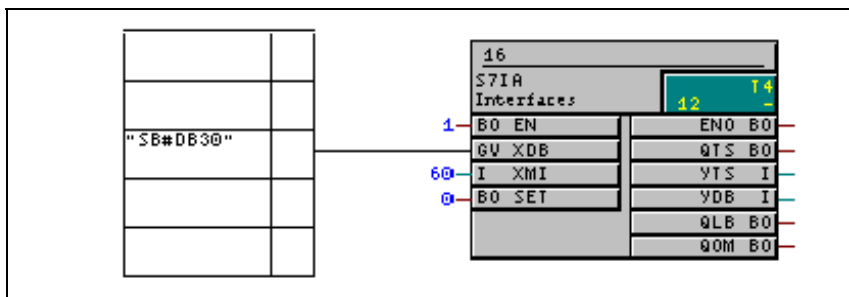 16
S7IA
Interfaces
T4
12 -
1 BO EN ENO BO
"SB#DB30" GV XDB QTS BO
60 I XMI YTS I
0 BO SET YDB I
QLB BO
QOM BO